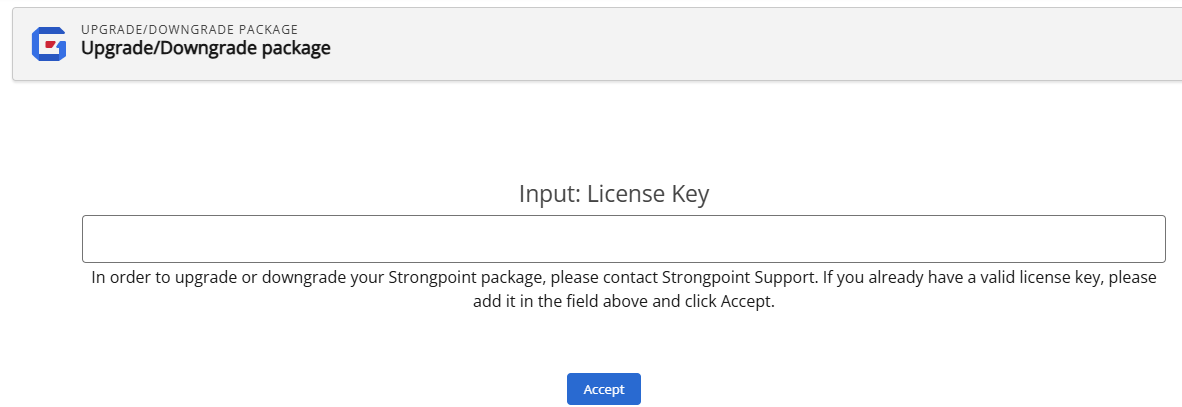 UPGRADE/DOWNGRADE PACKAGE
Upgrade/Downgrade package
Input: License Key
In order to upgrade or downgrade your Strongpoint package, please contact Strongpoint Support. If you already have a valid license key, please
add it in the field above and click Accept.
Accept